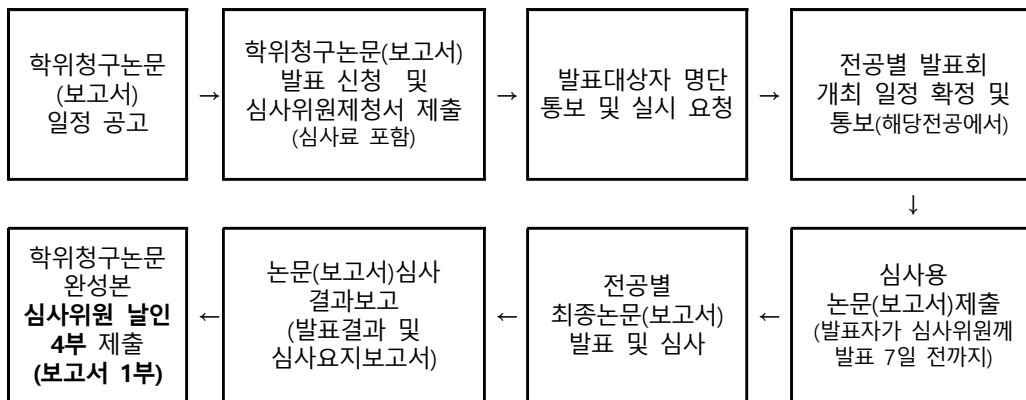 학위청구논문
(보고서)
일정 공고
→
학위청구논문(보고서)
발표 신청 및
심사위원제청서 제출
(심사료 포함)
→
발표대상자 명단
통보 및 실시 요청
→
전공별 발표회
개최 일정 확정 및
통보(해당전공에서)
↓
심사용
논문(보고서)제출
(발표자가 심사위원께
발표 7일 전까지)
←
전공별
최종논문(보고서)
발표 및 심사
←
논문(보고서)심사
결과보고
(발표결과 및
심사요지보고서)
←
학위청구논문
완성본
심사위원 날인
4부 제출
(보고서 1부)